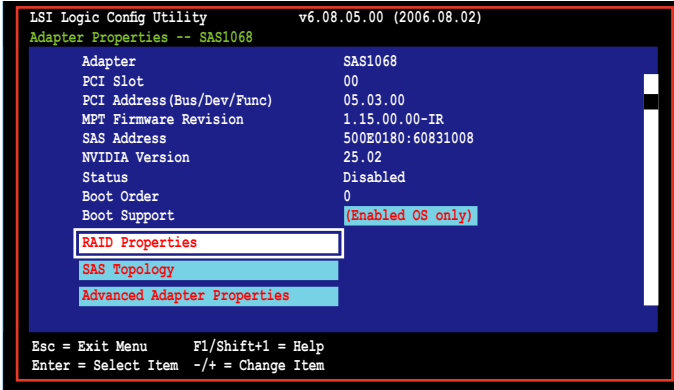 LSI Logic Config Utility v6.08.05.00 (2006.08.02)
Adapter Properties -- SAS1068
Adapter SAS1068
PCI Slot 00
PCI Address(Bus/Dev/Func) 05.03.00
MPT Firmware Revision 1.15.00.00-IR
SAS Address 500E0180:60831008
NVIDIA Version 25.02
Status Disabled
Boot Order 0
Boot Support (Enabled OS only)
RAID Properties
SAS Topology
Advanced Adapter Properties
Esc = Exit Menu F1/Shift+1 = Help
Enter = Select Item -/+ = Change Item